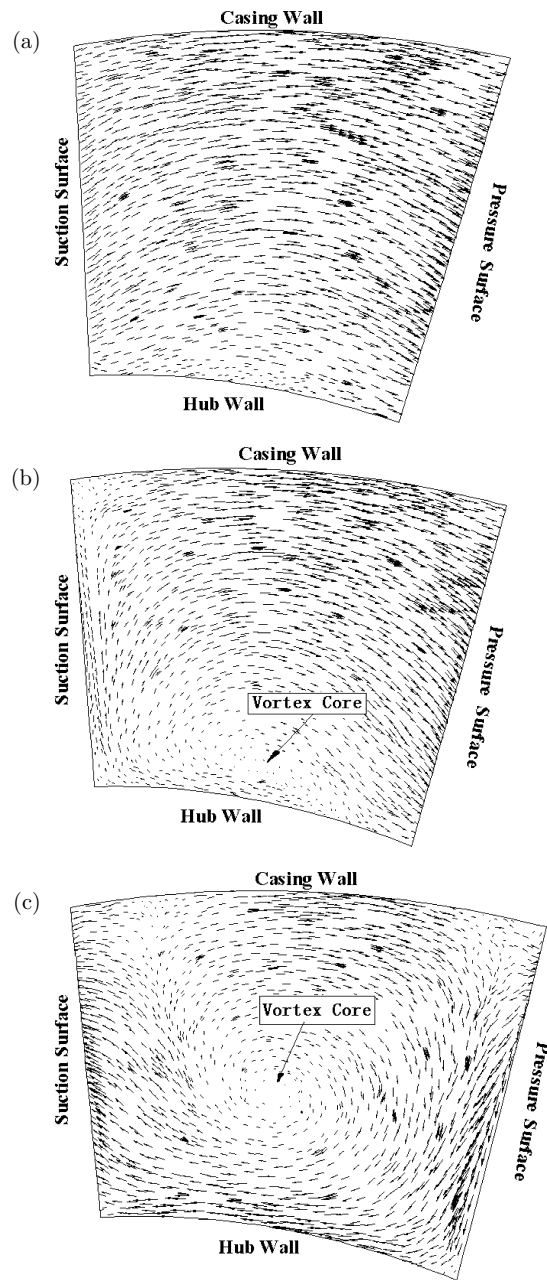 (a)
Casing Wall
Suction Surface
Pressure Surface
Hub Wall
(b)
Casing Wall
Suction Surface
Pressure Surface
Vortex Core
Hub Wall
(c)
Casing Wall
Suction Surface
Vortex Core
Pressure Surface
Hub Wall